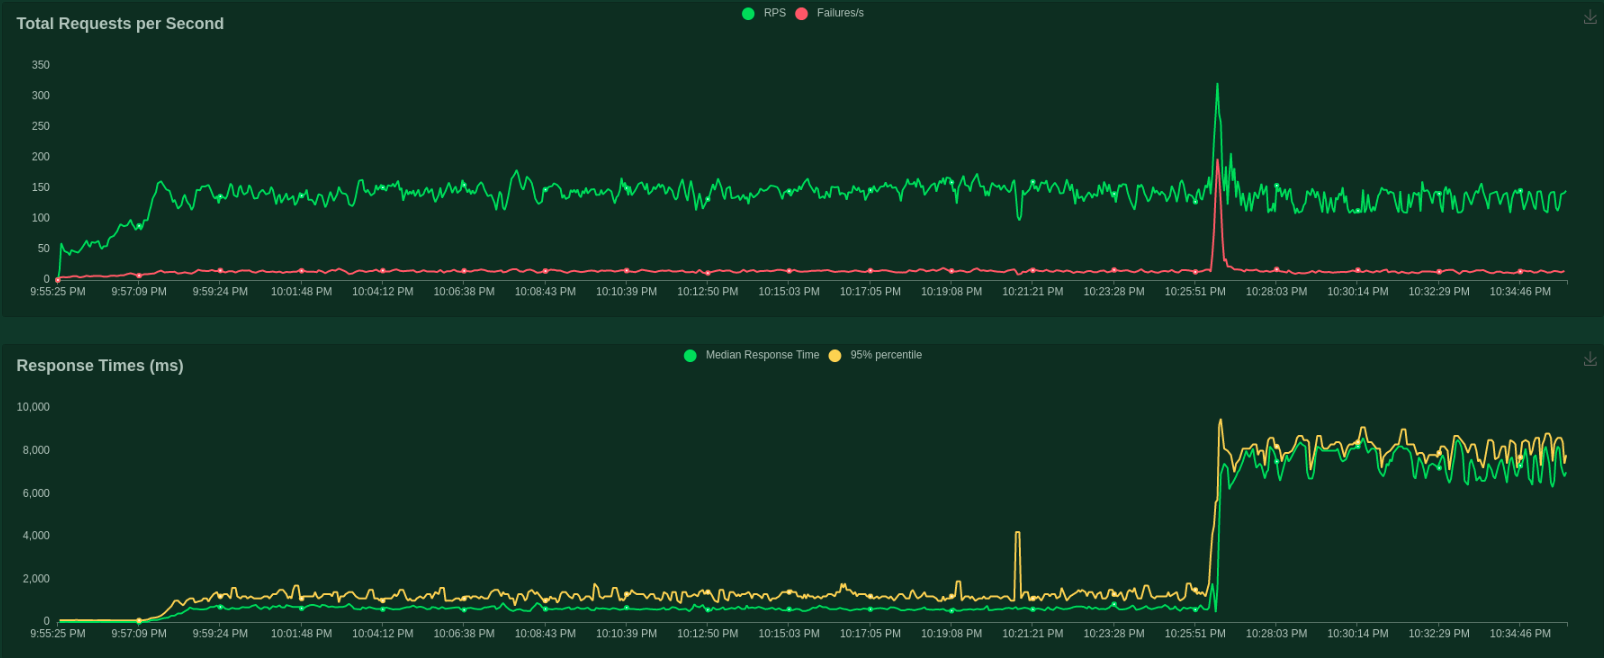 RPS Failures/s
Total Requests per Second
350
300
250
200
150
100
50
0
9:55:25 PM 9:57:09 PM 9:59:24 PM 10:01:48 PM 10:04:12 PM 10:06:38 PM 10:08:43 PM 10:10:39 PM 10:12:50 PM 10:15:03 PM 10:17:05 PM 10:19:08 PM 10:21:21 PM 10:23:28 PM 10:25:51 PM 10:28:03 PM 10:30:14 PM 10:32:29 PM 10:34:46 PM
Median Response Time 95% percentile
Response Times (ms)
10,000
8,000
6,000
4,000
2,000
0
9:55:25 PM 9:57:09 PM 9:59:24 PM 10:01:48 PM 10:04:12 PM 10:06:38 PM 10:08:43 PM 10:10:39 PM 10:12:50 PM 10:15:03 PM 10:17:05 PM 10:19:08 PM 10:21:21 PM 10:23:28 PM 10:25:51 PM 10:28:03 PM 10:30:14 PM 10:32:29 PM 10:34:46 PM